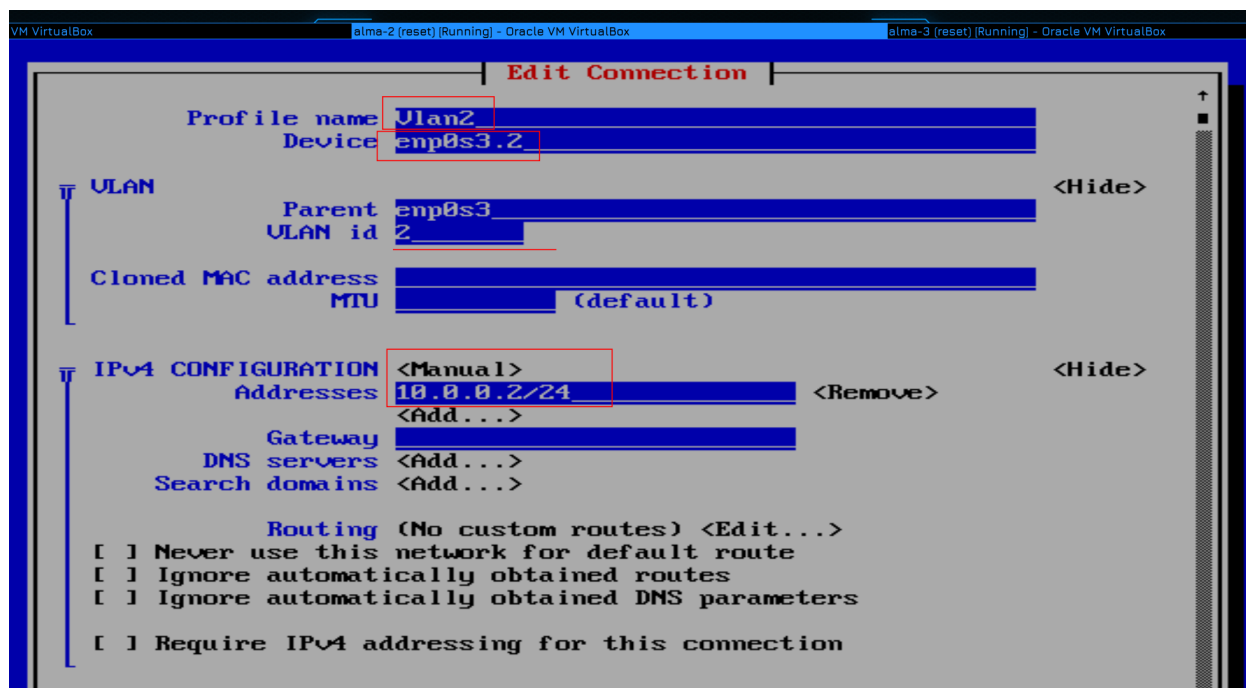 VM VirtualBox alma-2 (reset) [Running] - Oracle VM VirtualBox alma-3 (reset) [Running] - Oracle VM VirtualBox
Edit Connection
Profile name Vlan2
Device enp0s3.2
VLAN <Hide>
Parent enp0s3
VLAN id 2
Cloned MAC address
MTU (default)
IPv4 CONFIGURATION <Manual> <Hide>
Addresses 10.0.0.2/24 <Remove>
<Add...>
Gateway
DNS servers <Add...>
Search domains <Add...>
Routing (No custom routes) <Edit...>
[ ] Never use this network for default route
[ ] Ignore automatically obtained routes
[ ] Ignore automatically obtained DNS parameters
[ ] Require IPv4 addressing for this connection